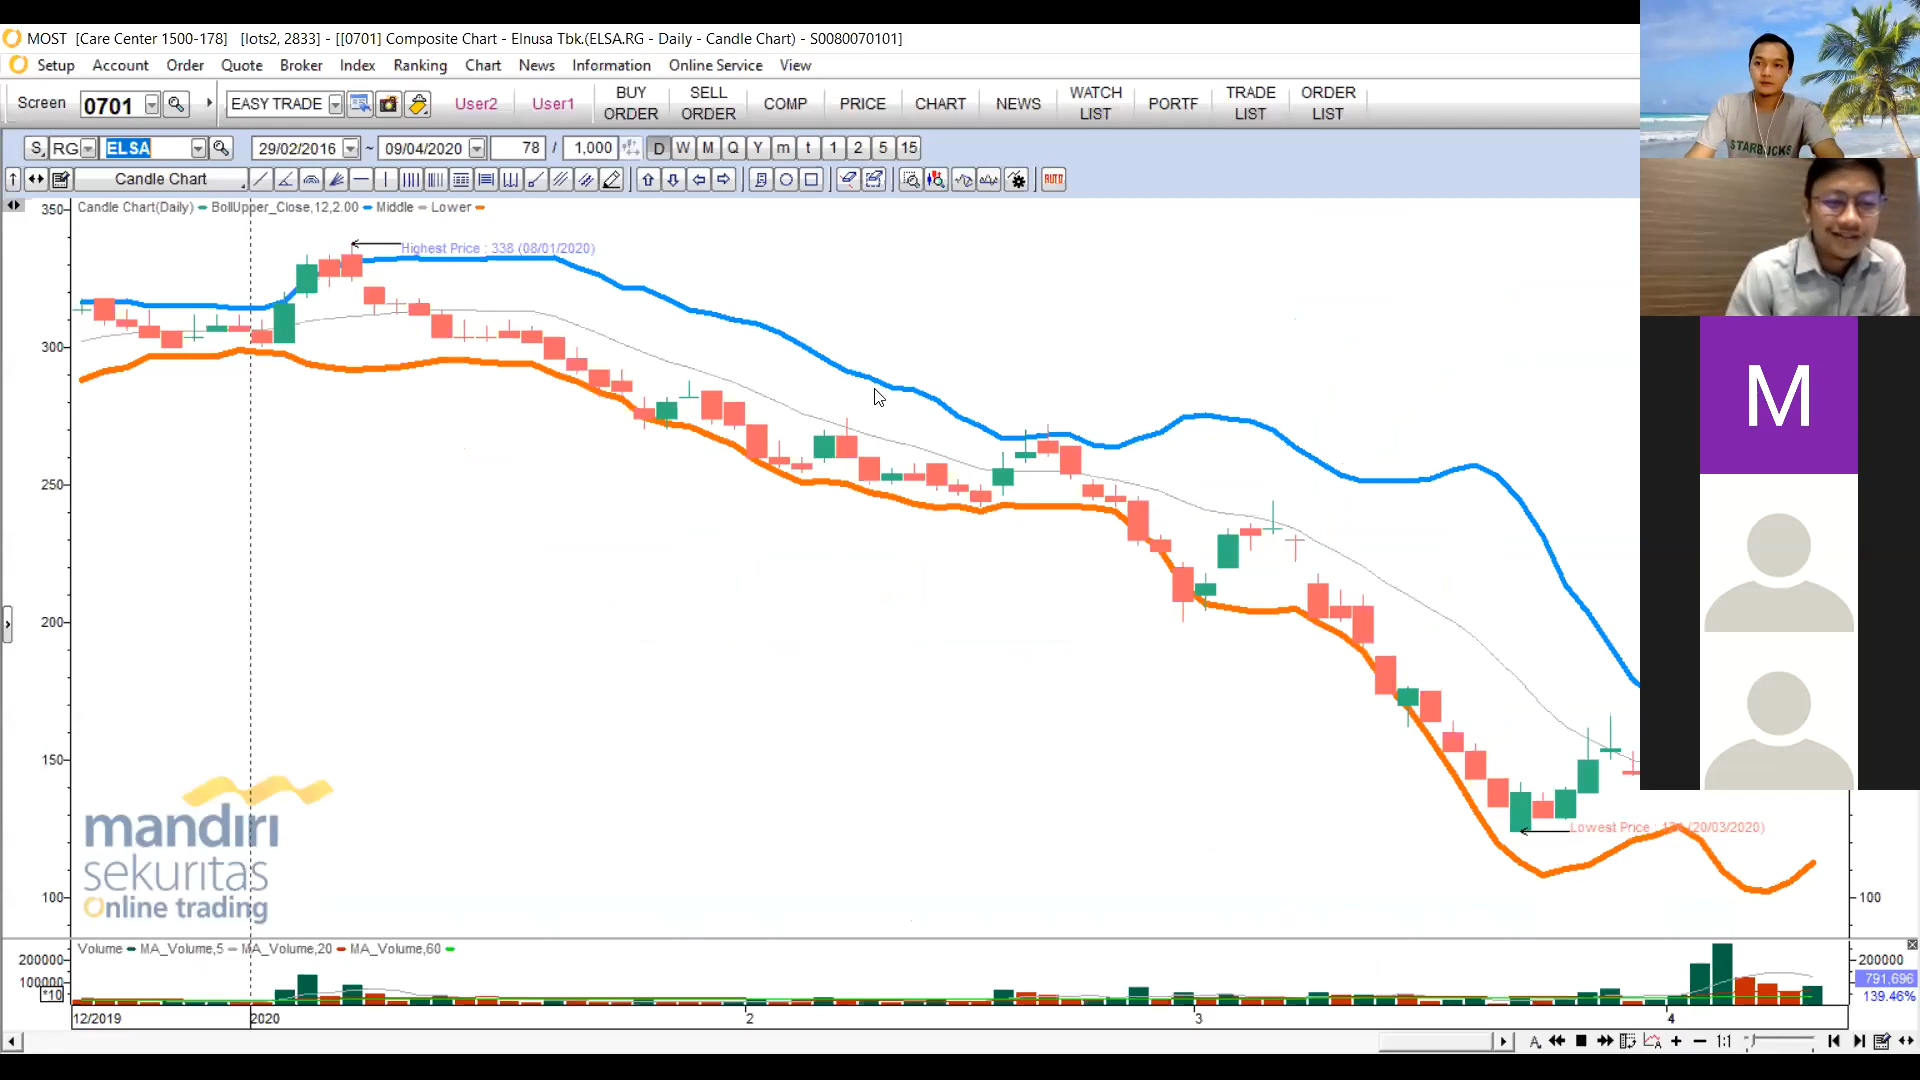 MOST [Care Center 1500-178] [lots2, 2833] - [[0701] Composite Chart - Elnusa Tbk.(ELSA.RG - Daily - Candle Chart) - S0080070101]
Setup Account Order Quote Broker Index Ranking Chart News Information Online Service View
Screen 0701 EASY TRADE User2 User1 BUY ORDER SELL ORDER COMP PRICE CHART NEWS WATCH LIST PORTF TRADE LIST ORDER LIST
S RG ELSA 29/02/2016 ~ 09/04/2020 78 / 1,000 D W M Q Y m t 1 2 5 15
Candle Chart AUTO
Candle Chart(Daily) BollUpper_Close,12,2.00 Middle Lower
350
Highest Price : 338 (08/01/2020)
300
250
200
150
100
100
Lowest Price : (20/03/2020)
mandiri
sekuritas
Online trading
Volume MA_Volume,5 MA_Volume,20 MA_Volume,60
200000
100000
*10
200000
791,696
139.46%
12/2019 2020 2 3 4
A 1:1
STARBUCKS
M